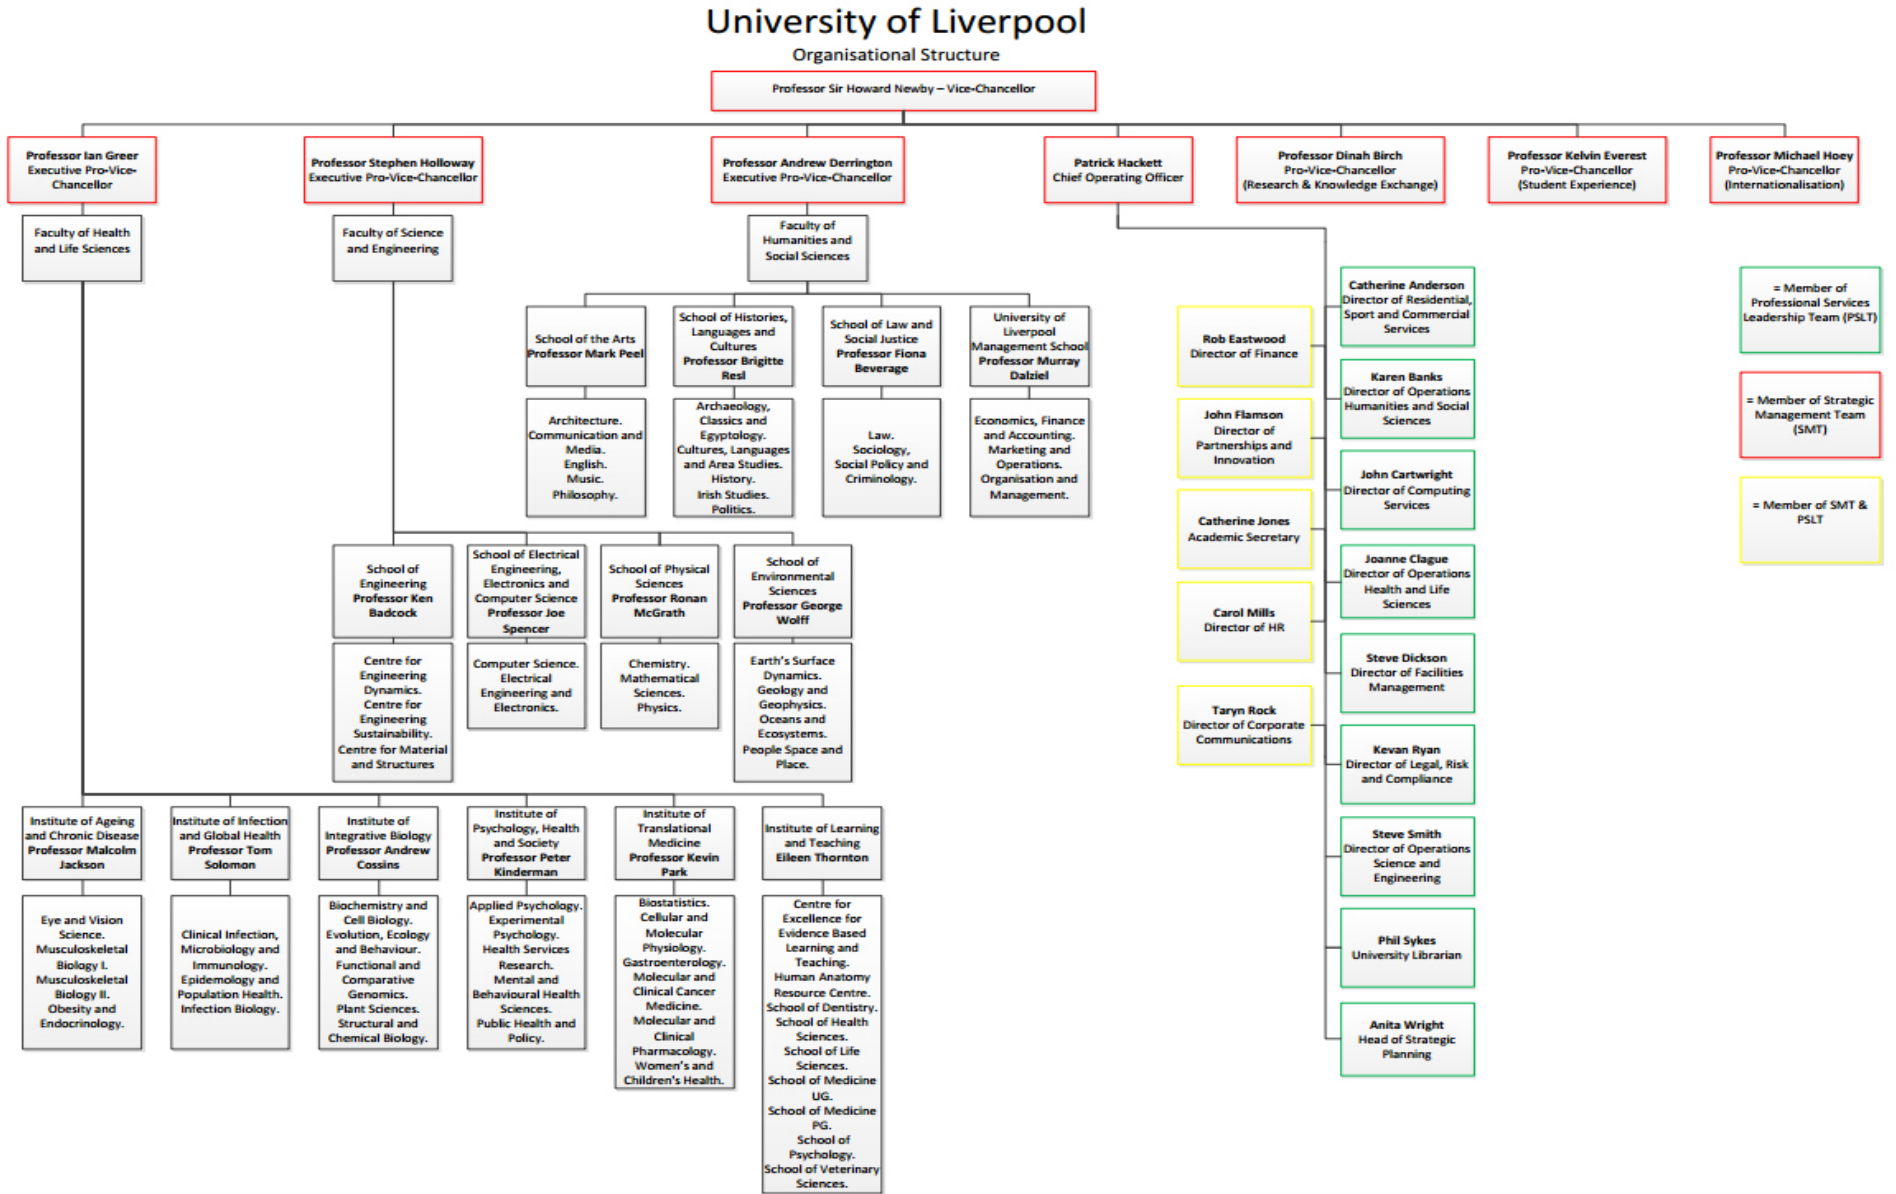 University of Liverpool
Organisational Structure
Professor Sir Howard Newby – Vice-Chancellor
Professor Ian Greer
Executive Pro-Vice-
Chancellor
Professor Stephen Holloway
Executive Pro-Vice-Chancellor
Professor Andrew Derrington
Executive Pro-Vice-Chancellor
Patrick Hackett
Chief Operating Officer
Professor Dinah Birch
Pro-Vice-Chancellor
(Research & Knowledge Exchange)
Professor Kelvin Everest
Pro-Vice-Chancellor
(Student Experience)
Professor Michael Hoey
Pro-Vice-Chancellor
(Internationalisation)
Faculty of Health
and Life Sciences
Faculty of Science
and Engineering
Faculty of
Humanities and
Social Sciences
School of the Arts
Professor Mark Peel
School of Histories,
Languages and
Cultures
Professor Brigitte
Resl
School of Law and
Social Justice
Professor Fiona
Beverage
University of
Liverpool
Management School
Professor Murray
Dalziel
Architecture.
Communication and
Media.
English.
Music.
Philosophy.
Archaeology,
Classics and
Egyptology.
Cultures, Languages
and Area Studies.
History.
Irish Studies.
Politics.
Law.
Sociology,
Social Policy and
Criminology.
Economics, Finance
and Accounting.
Marketing and
Operations.
Organisation and
Management.
School of
Engineering
Professor Ken
Badcock
School of Electrical
Engineering,
Electronics and
Computer Science
Professor Joe
Spencer
School of Physical
Sciences
Professor Ronan
McGrath
School of
Environmental
Sciences
Professor George
Wolff
Centre for
Engineering
Dynamics.
Centre for
Engineering
Sustainability.
Centre for Material
and Structures
Computer Science.
Electrical
Engineering and
Electronics.
Chemistry.
Mathematical
Sciences.
Physics.
Earth's Surface
Dynamics.
Geology and
Geophysics.
Oceans and
Ecosystems.
People Space and
Place.
Institute of Ageing
and Chronic Disease
Professor Malcolm
Jackson
Institute of Infection
and Global Health
Professor Tom
Solomon
Institute of
Integrative Biology
Professor Andrew
Cossins
Institute of
Psychology, Health
and Society
Professor Peter
Kinderman
Institute of
Translational
Medicine
Professor Kevin
Park
Institute of Learning
and Teaching
Eileen Thornton
Eye and Vision
Science.
Musculoskeletal
Biology I.
Musculoskeletal
Biology II.
Obesity and
Endocrinology.
Clinical Infection,
Microbiology and
Immunology.
Epidemology and
Population Health.
Infection Biology.
Biochemistry and
Cell Biology.
Evolution, Ecology
and Behaviour.
Functional and
Comparative
Genomics.
Plant Sciences.
Structural and
Chemical Biology.
Applied Psychology.
Experimental
Psychology.
Health Services
Research.
Mental and
Behavioural Health
Sciences.
Public Health and
Policy.
Biostatistics.
Cellular and
Molecular
Physiology.
Gastroenterology.
Molecular and
Clinical Cancer
Medicine.
Molecular and
Clinical
Pharmacology.
Women's and
Children's Health.
Centre for
Excellence for
Evidence Based
Learning and
Teaching.
Human Anatomy
Resource Centre.
School of Dentistry.
School of Health
Sciences.
School of Life
Sciences.
School of Medicine
UG.
School of Medicine
PG.
School of
Psychology.
School of Veterinary
Sciences.
Rob Eastwood
Director of Finance
John Flamson
Director of
Partnerships and
Innovation
Catherine Jones
Academic Secretary
Carol Mills
Director of HR
Taryn Rock
Director of Corporate
Communications
Catherine Anderson
Director of Residential,
Sport and Commercial
Services
Karen Banks
Director of Operations
Humanities and Social
Sciences
John Cartwright
Director of Computing
Services
Joanne Clague
Director of Operations
Health and Life
Sciences
Steve Dickson
Director of Facilities
Management
Kevan Ryan
Director of Legal, Risk
and Compliance
Steve Smith
Director of Operations
Science and
Engineering
Phil Sykes
University Librarian
Anita Wright
Head of Strategic
Planning
= Member of
Professional Services
Leadership Team (PSLT)
= Member of Strategic
Management Team
(SMT)
= Member of SMT &
PSLT